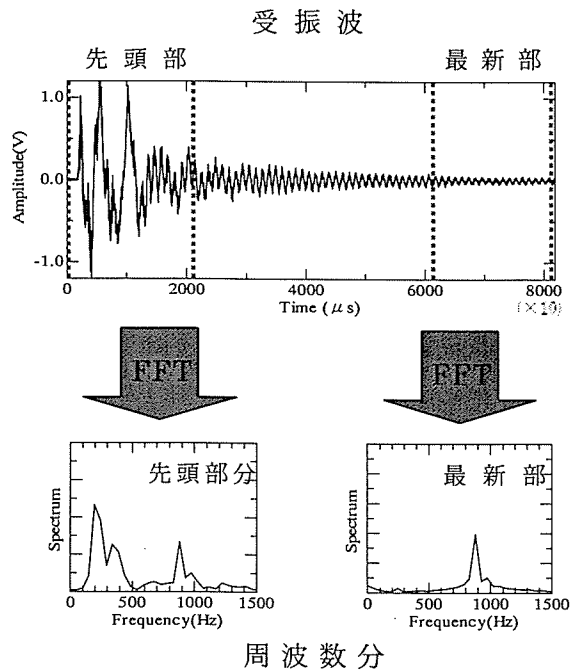 受振波
先頭部 最新部
Amplitude(V)
1.0
0.0
-1.0
0 2000 4000 6000 8000
Time (μs) (×10)
FFT FFT
先頭部分 最新部
Spectrum Spectrum
0 500 1000 1500 0 500 1000 1500
Frequency(Hz) Frequency(Hz)
周波数分